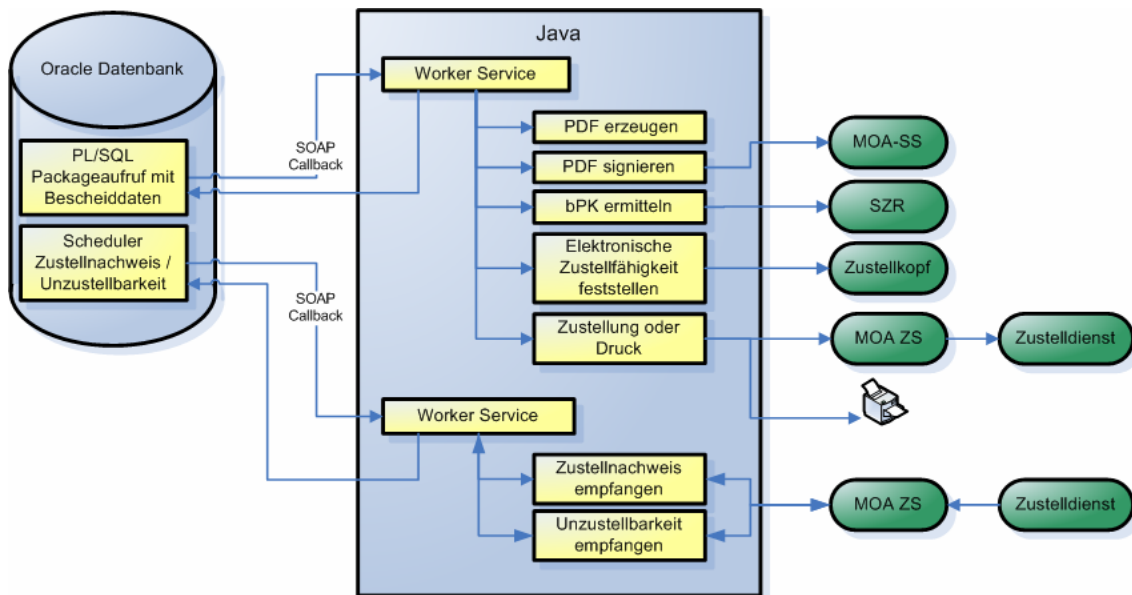 Oracle Datenbank
PL/SQL
Packageaufruf mit
Bescheiddaten
Scheduler
Zustellnachweis /
Unzustellbarkeit
SOAP
Callback
SOAP
Callback
Java
Worker Service
PDF erzeugen
PDF signieren
bPK ermitteln
Elektronische
Zustellfähigkeit
feststellen
Zustellung oder
Druck
Worker Service
Zustellnachweis
empfangen
Unzustellbarkeit
empfangen
MOA-SS
SZR
Zustellkopf
MOA ZS
Zustelldienst
MOA ZS
Zustelldienst